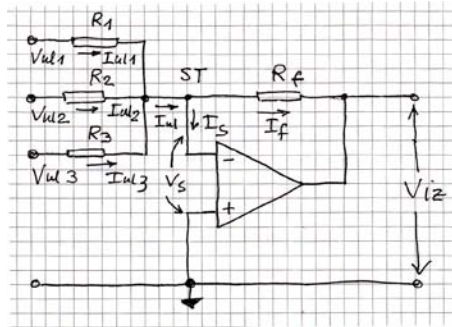 R1
Vul1 Iul1
R2 ST Rf
Vul2 Iul2 Iul Is If
R3
Vul3 Iul3 Vs - + Viz